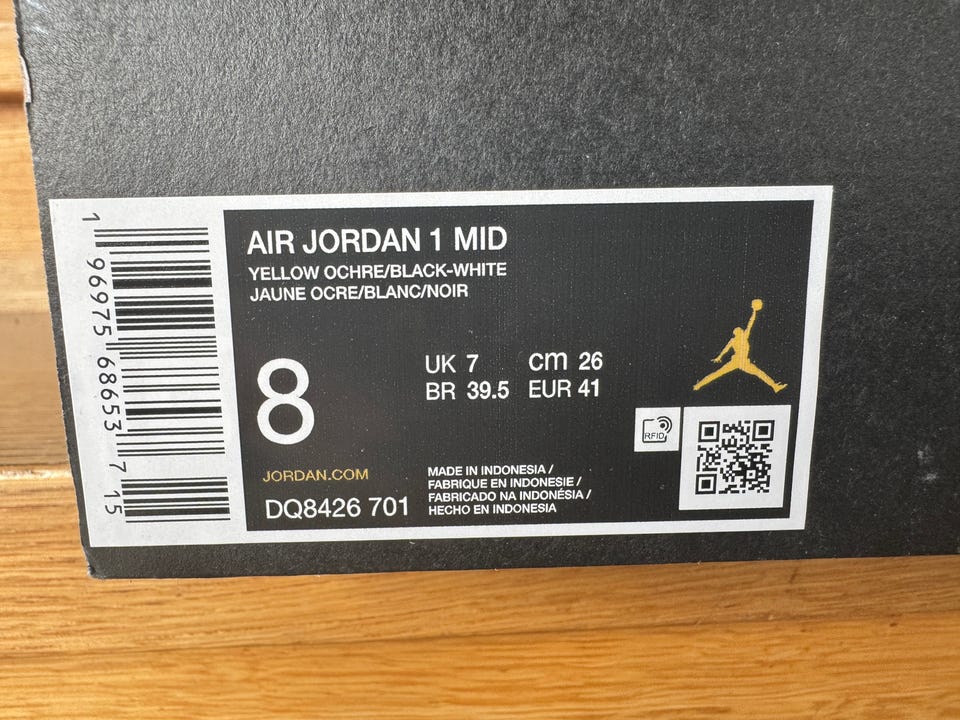 1 96975 68653 7 15
AIR JORDAN 1 MID
YELLOW OCHRE/BLACK-WHITE
JAUNE OCRE/BLANC/NOIR
8
UK 7 cm 26
BR 39.5 EUR 41
RFID
JORDAN.COM
DQ8426 701
MADE IN INDONESIA /
FABRIQUE EN INDONESIE /
FABRICADO NA INDONÉSIA /
HECHO EN INDONESIA